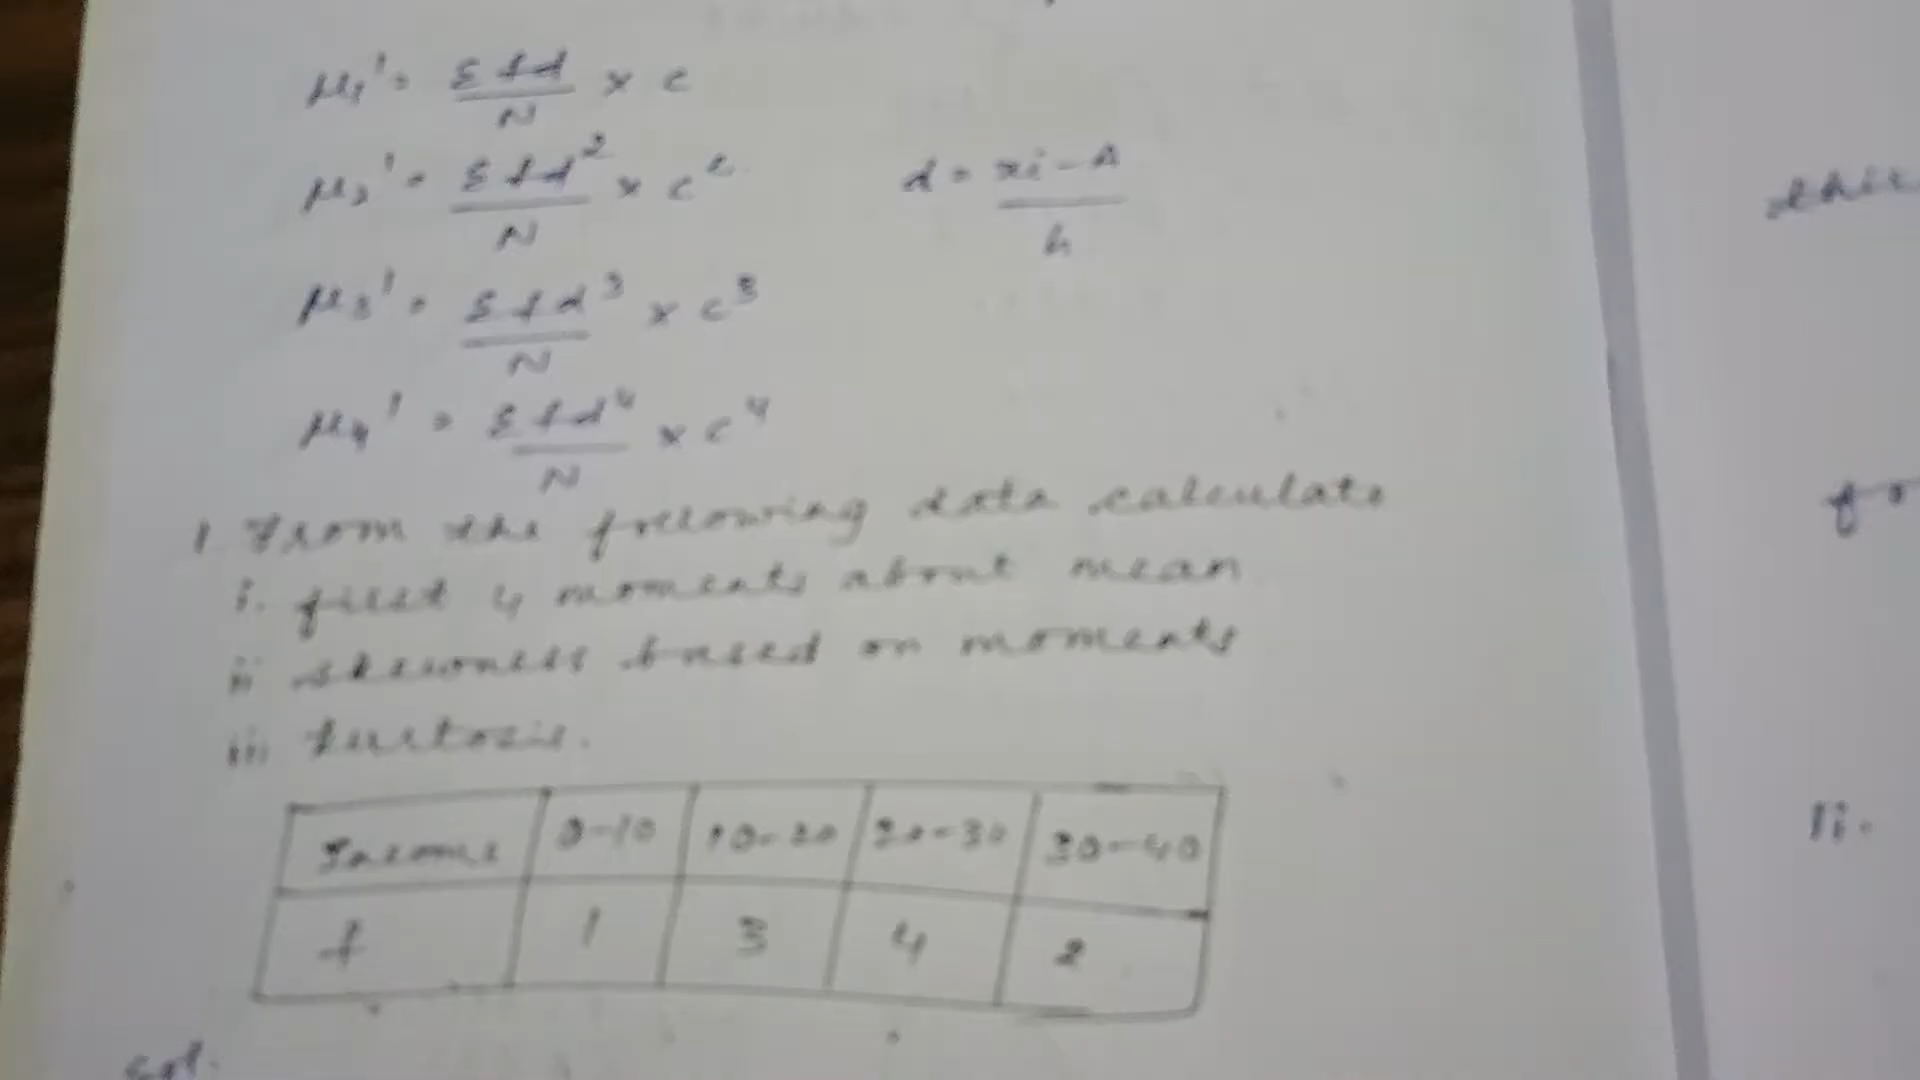 μ₁' = Σfd/N × c
μ₂' = Σfd²/N × c² d = xi-A/h
μ₃' = Σfd³/N × c³
μ₄' = Σfd⁴/N × c⁴
1. From the following data calculate
i. first 4 moments about mean
ii skewness based on moments
iii kurtosis.
Income 0-10 10-20 20-30 30-40
f 1 3 4 2
sol.
ii.